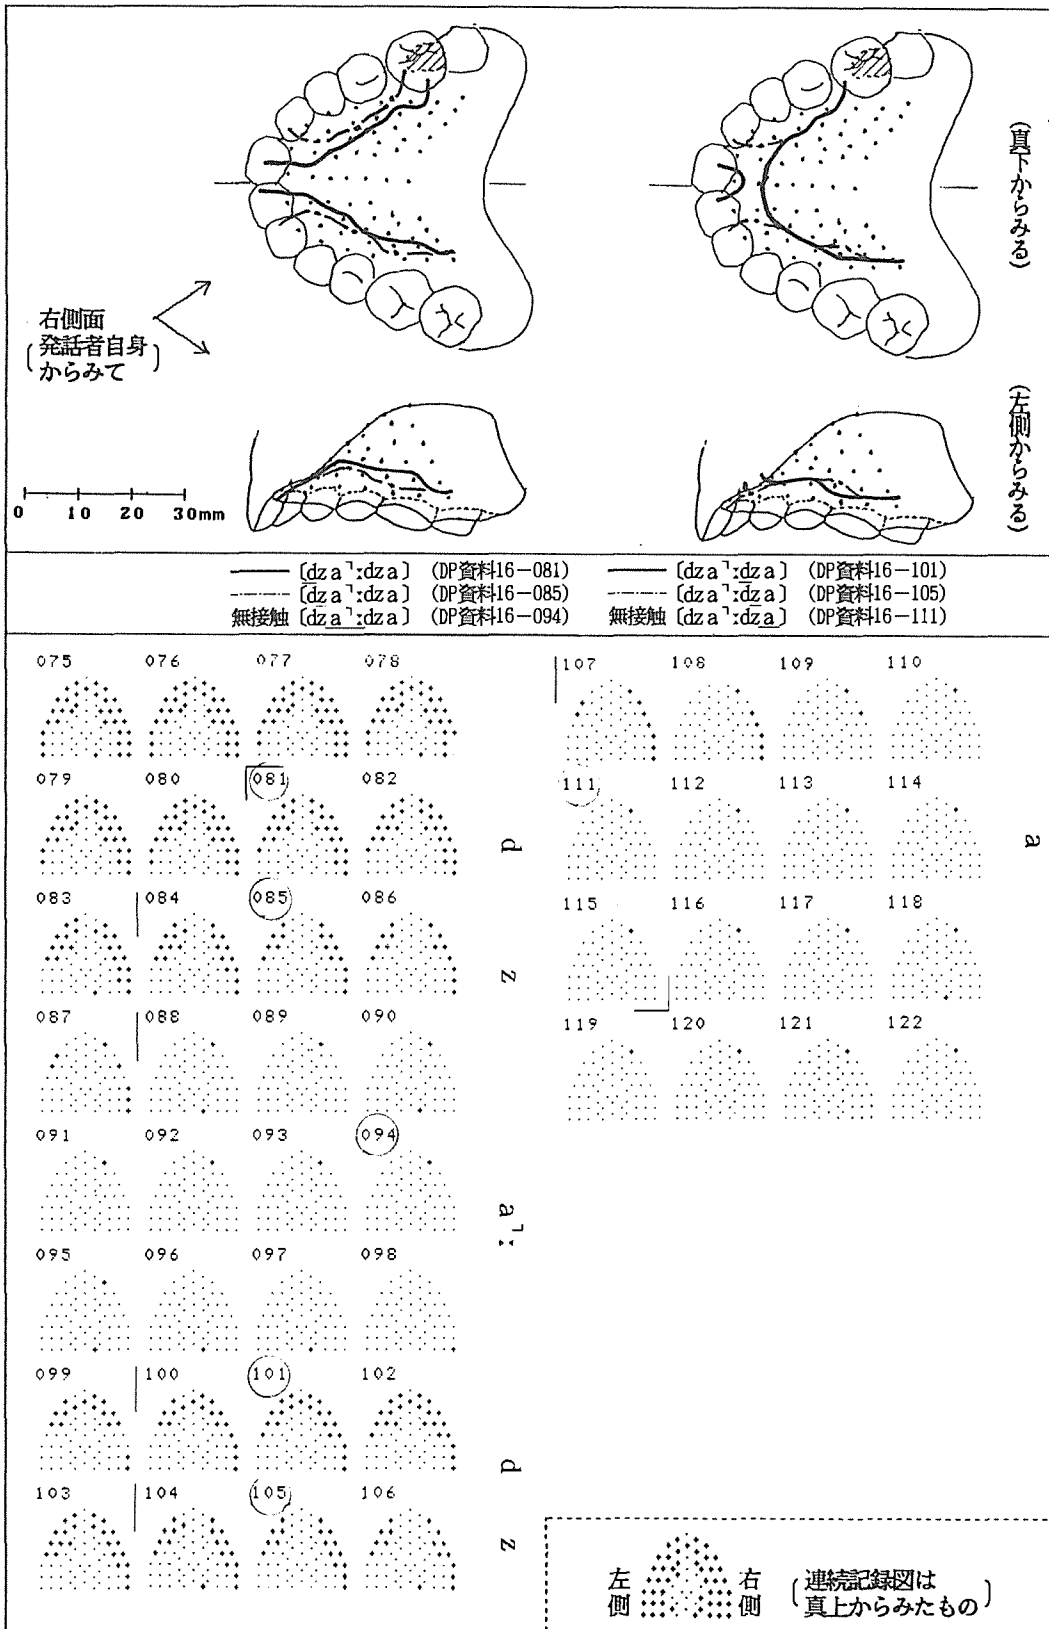 (真下からみる)
右側面
(発話者自身
からみて)
(左側からみる)
0 10 20 30mm
[dza˺ːdza] (DP資料16-081) [dza˺ːdza] (DP資料16-101)
[dza˺ːdza] (DP資料16-085) [dza˺ːdza] (DP資料16-105)
無接触 [dza˺ːdza] (DP資料16-094) 無接触 [dza˺ːdza] (DP資料16-111)
075 076 077 078
079 080 081 082
d
083 084 085 086
z
087 088 089 090
091 092 093 094
a˺ː
095 096 097 098
099 100 101 102
d
103 104 105 106
z
107 108 109 110
111 112 113 114
a
115 116 117 118
119 120 121 122
左側 右側
(連続記録図は
真上からみたもの)